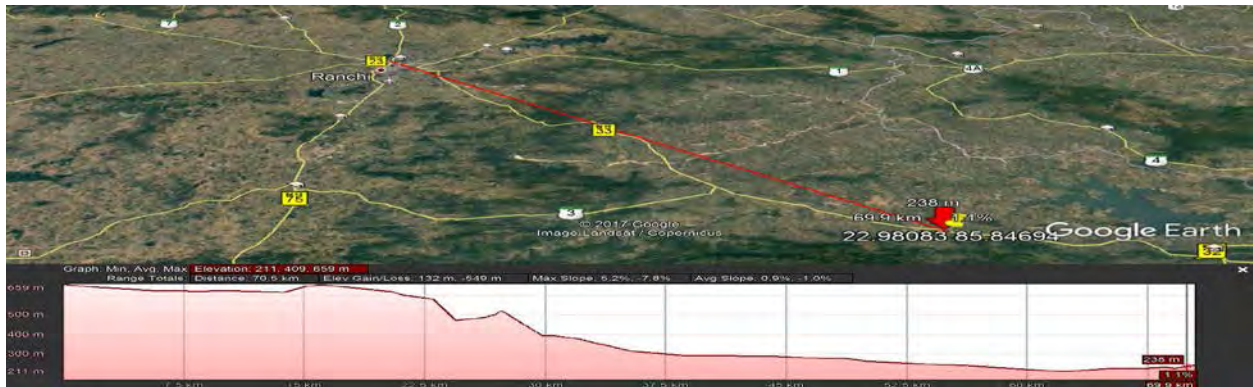 7
5
23
Ranchi
1
4A
33
4
75
3
238 m
69.9 km 1.1%
22.98083 85.84694
© 2017 Google
Image Landsat / Copernicus
Google Earth
32
Graph: Min, Avg, Max Elevation: 211, 409, 659 m
Range Totals: Distance: 70.5 km Elev Gain/Loss: 132 m, -549 m Max Slope: 5.2%, -7.8% Avg Slope: 0.9%, -1.0%
659 m
500 m
400 m
300 m
211 m
238 m
1.1%
7.5 km 15 km 22.5 km 30 km 37.5 km 45 km 52.5 km 60 km 69.9 km